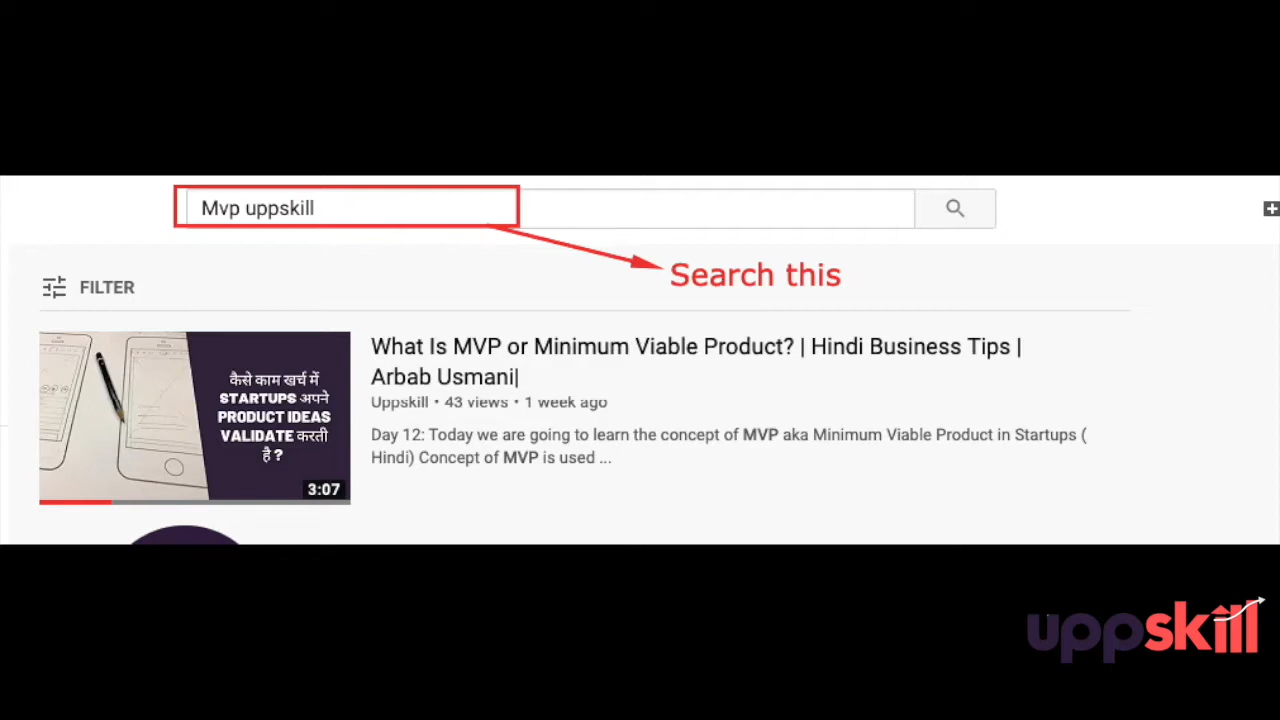 Mvp uppskill
Search this
FILTER
कैसे काम खर्च में
STARTUPS अपने
PRODUCT IDEAS
VALIDATE करती
है ?
3:07
What Is MVP or Minimum Viable Product? | Hindi Business Tips |
Arbab Usmani|
Uppskill • 43 views • 1 week ago
Day 12: Today we are going to learn the concept of MVP aka Minimum Viable Product in Startups (
Hindi) Concept of MVP is used ...
uppskill